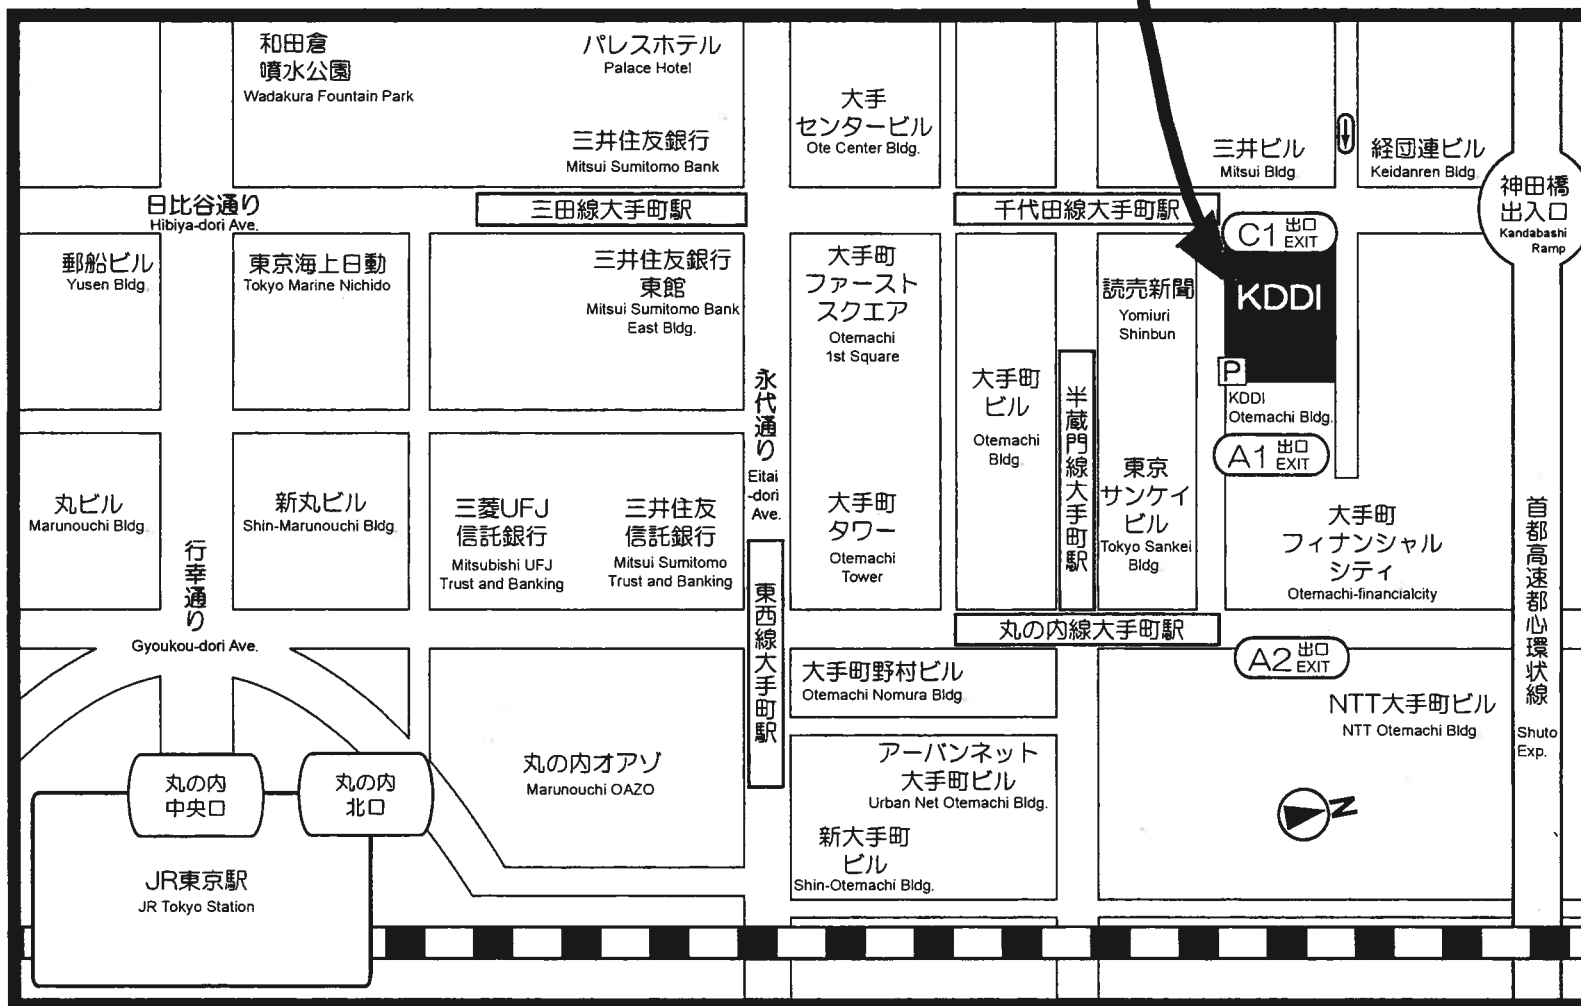 和田倉
噴水公園
Wadakura Fountain Park
パレスホテル
Palace Hotel
三井住友銀行
Mitsui Sumitomo Bank
大手
センタービル
Ote Center Bldg.
三井ビル
Mitsui Bldg.
経団連ビル
Keidanren Bldg.
神田橋
出入口
Kandabashi
Ramp
日比谷通り
Hibiya-dori Ave.
三田線大手町駅
千代田線大手町駅
C1 出口
EXIT
郵船ビル
Yusen Bldg.
東京海上日動
Tokyo Marine Nichido
三井住友銀行
東館
Mitsui Sumitomo Bank
East Bldg.
大手町
ファースト
スクエア
Otemachi
1st Square
読売新聞
Yomiuri
Shinbun
KDDI
P
KDDI
Otemachi Bldg.
大手町
ビル
Otemachi
Bldg.
半蔵門線大手町駅
永代通り
Eitai
-dori
Ave.
A1 出口
EXIT
丸ビル
Marunouchi Bldg.
新丸ビル
Shin-Marunouchi Bldg.
三菱UFJ
信託銀行
Mitsubishi UFJ
Trust and Banking
三井住友
信託銀行
Mitsui Sumitomo
Trust and Banking
大手町
タワー
Otemachi
Tower
東京
サンケイ
ビル
Tokyo Sankei
Bldg
大手町
フィナンシャル
シティ
Otemachi-financialcity
首都高速都心環状線
Shuto
Exp.
行幸通り
Gyoukou-dori Ave.
東西線大手町駅
丸の内線大手町駅
A2 出口
EXIT
大手町野村ビル
Otemachi Nomura Bldg
NTT大手町ビル
NTT Otemachi Bldg
丸の内オアゾ
Marunouchi OAZO
アーバンネット
大手町ビル
Urban Net Otemachi Bldg.
新大手町
ビル
Shin-Otemachi Bldg.
N
丸の内
中央口
丸の内
北口
JR東京駅
JR Tokyo Station